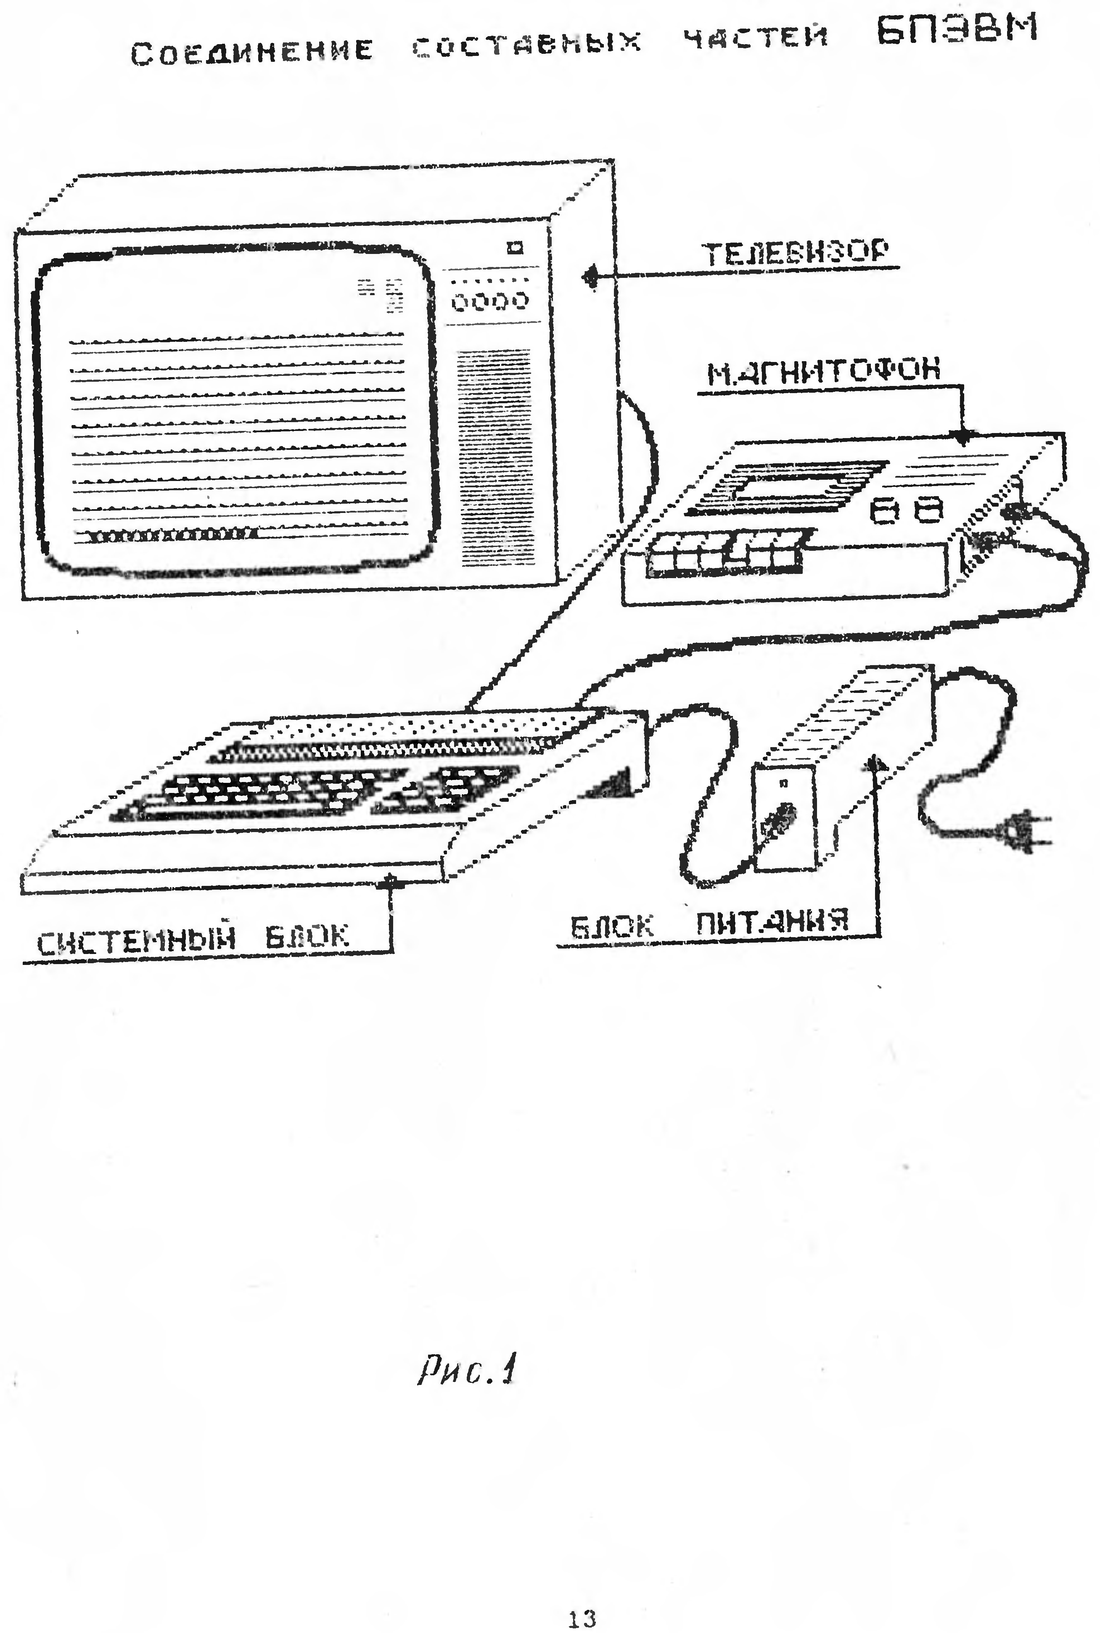 Соединение составных частей БПЭВМ
ТЕЛЕВИЗОР
МАГНИТОФОН
СИСТЕМНЫЙ БЛОК
БЛОК ПИТАНИЯ
Рис.1
13